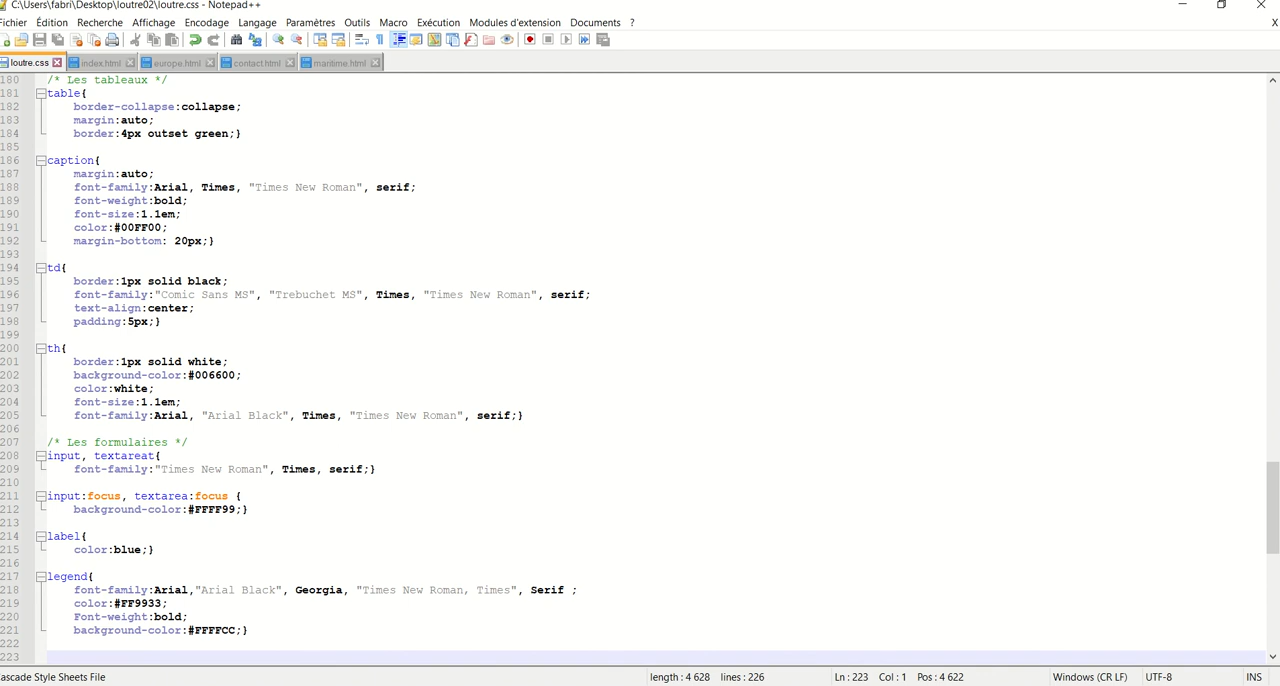 C:\Users\fabri\Desktop\loutre02\loutre.css - Notepad++
ichier Édition Recherche Affichage Encodage Langage Paramètres Outils Macro Exécution Modules d'extension Documents ? X
loutre.css index.html europe.html contact.html maritime.html
180 /* Les tableaux */
181 table{
182 border-collapse:collapse;
183 margin:auto;
184 border:4px outset green;}
185
186 caption{
187 margin:auto;
188 font-family:Arial, Times, "Times New Roman", serif;
189 font-weight:bold;
190 font-size:1.1em;
191 color:#00FF00;
192 margin-bottom: 20px;}
193
194 td{
195 border:1px solid black;
196 font-family:"Comic Sans MS", "Trebuchet MS", Times, "Times New Roman", serif;
197 text-align:center;
198 padding:5px;}
199
200 th{
201 border:1px solid white;
202 background-color:#006600;
203 color:white;
204 font-size:1.1em;
205 font-family:Arial, "Arial Black", Times, "Times New Roman", serif;}
206
207 /* Les formulaires */
208 input, textareat{
209 font-family:"Times New Roman", Times, serif;}
210
211 input:focus, textarea:focus {
212 background-color:#FFFF99;}
213
214 label{
215 color:blue;}
216
217 legend{
218 font-family:Arial,"Arial Black", Georgia, "Times New Roman, Times", Serif ;
219 color:#FF9933;
220 Font-weight:bold;
221 background-color:#FFFFCC;}
222
223
ascade Style Sheets File length : 4 628 lines : 226 Ln : 223 Col : 1 Pos : 4 622 Windows (CR LF) UTF-8 INS